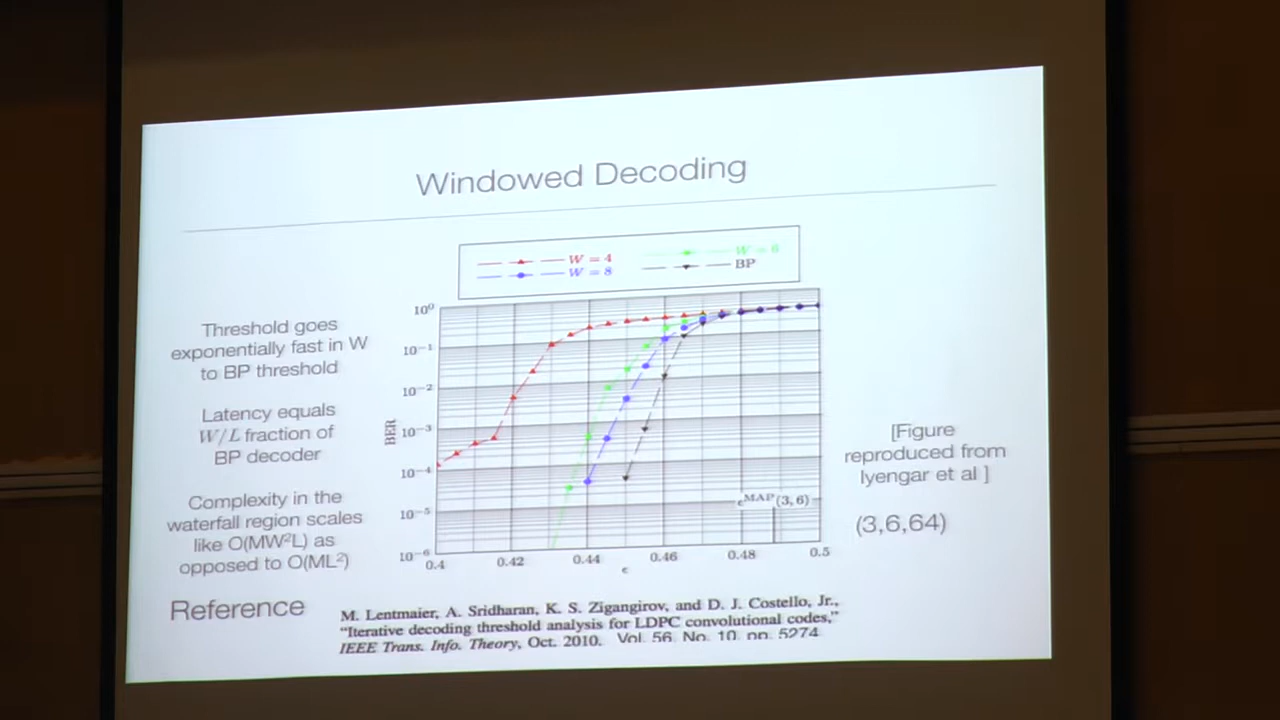 Windowed Decoding
W = 4
W = 6
W = 8
BP
Threshold goes
exponentially fast in W
to BP threshold
Latency equals
W/L fraction of
BP decoder
Complexity in the
waterfall region scales
like O(MW²L) as
opposed to O(ML²)
BER
10⁰
10⁻¹
10⁻²
10⁻³
10⁻⁴
10⁻⁵
10⁻⁶
0.4
0.42
0.44
0.46
0.48
0.5
ϵ
ϵᴹᴬᴾ(3, 6)
[Figure
reproduced from
Iyengar et al ]
(3,6,64)
Reference
M. Lentmaier, A. Sridharan, K. S. Zigangirov, and D. J. Costello, Jr.,
“Iterative decoding threshold analysis for LDPC convolutional codes,”
IEEE Trans. Info. Theory, Oct. 2010. Vol. 56, No. 10, pp. 5274